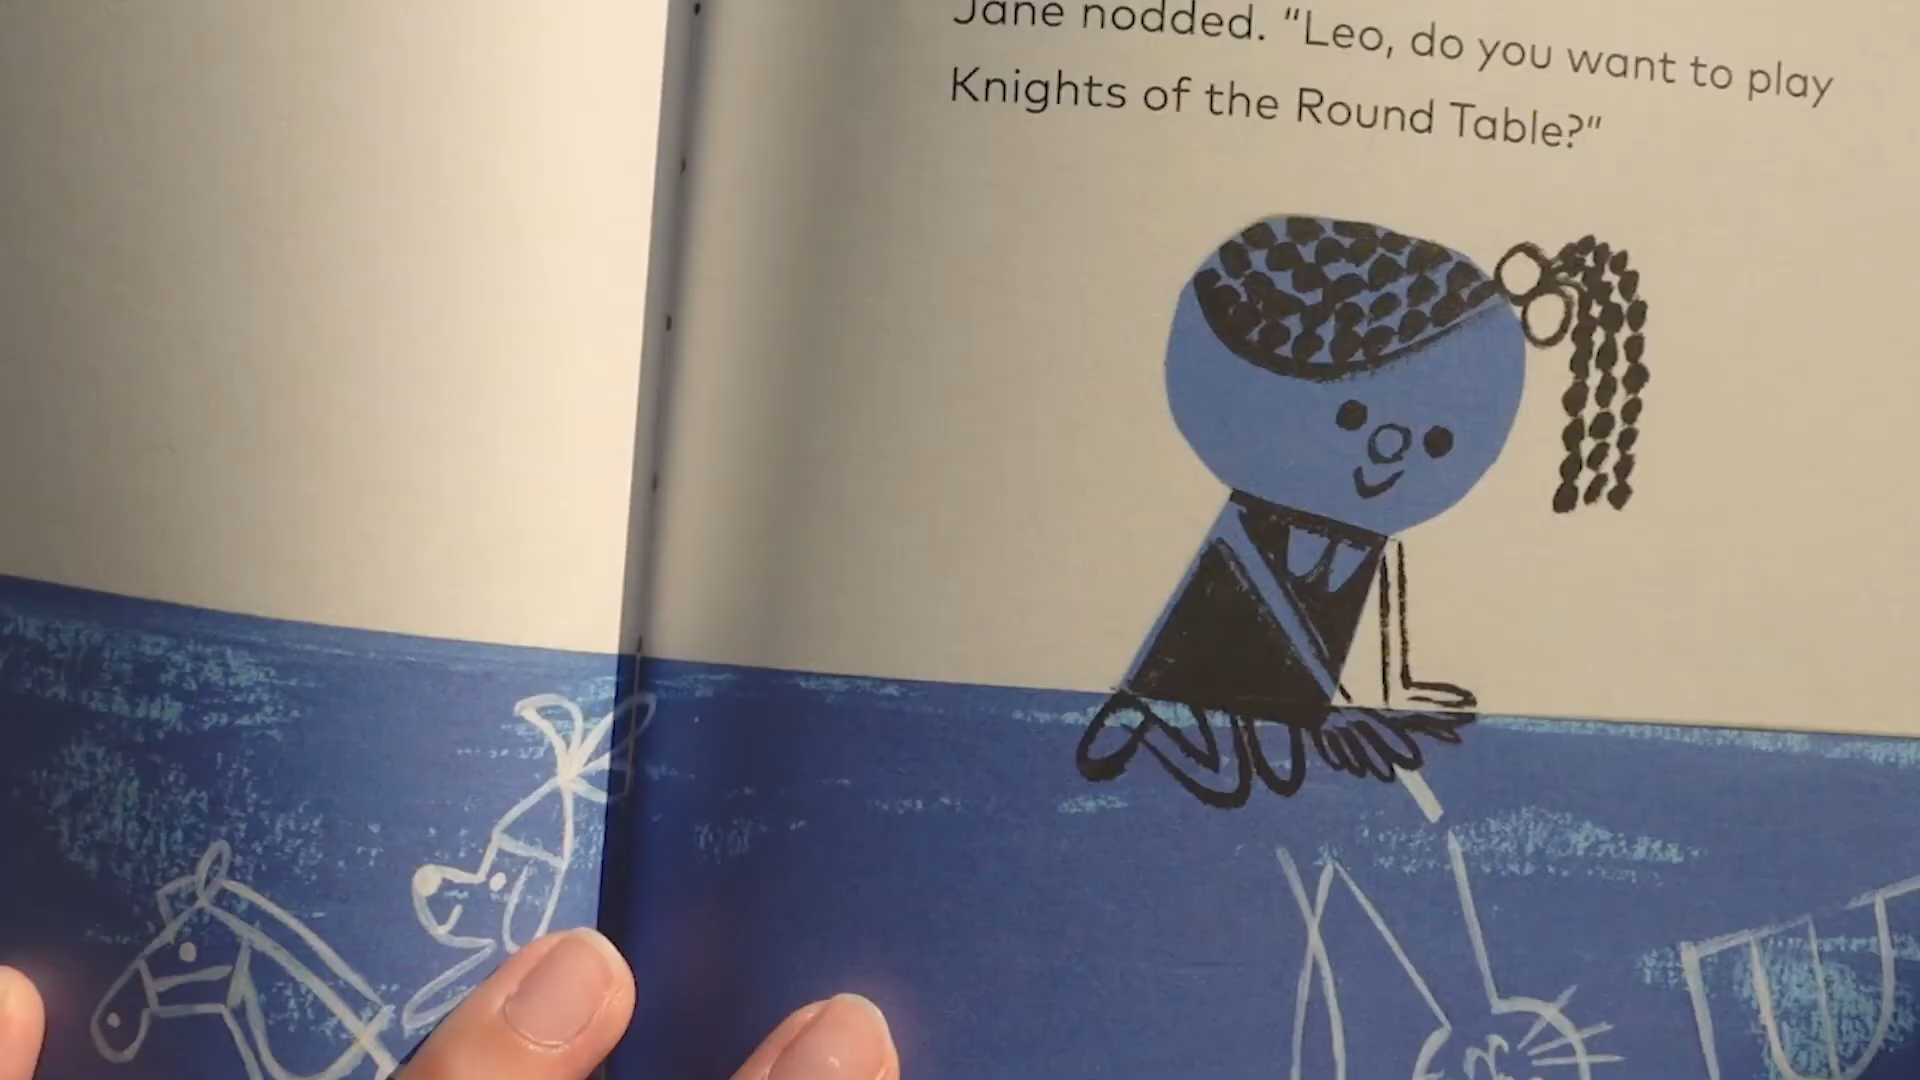 Jane nodded. "Leo, do you want to play
Knights of the Round Table?"